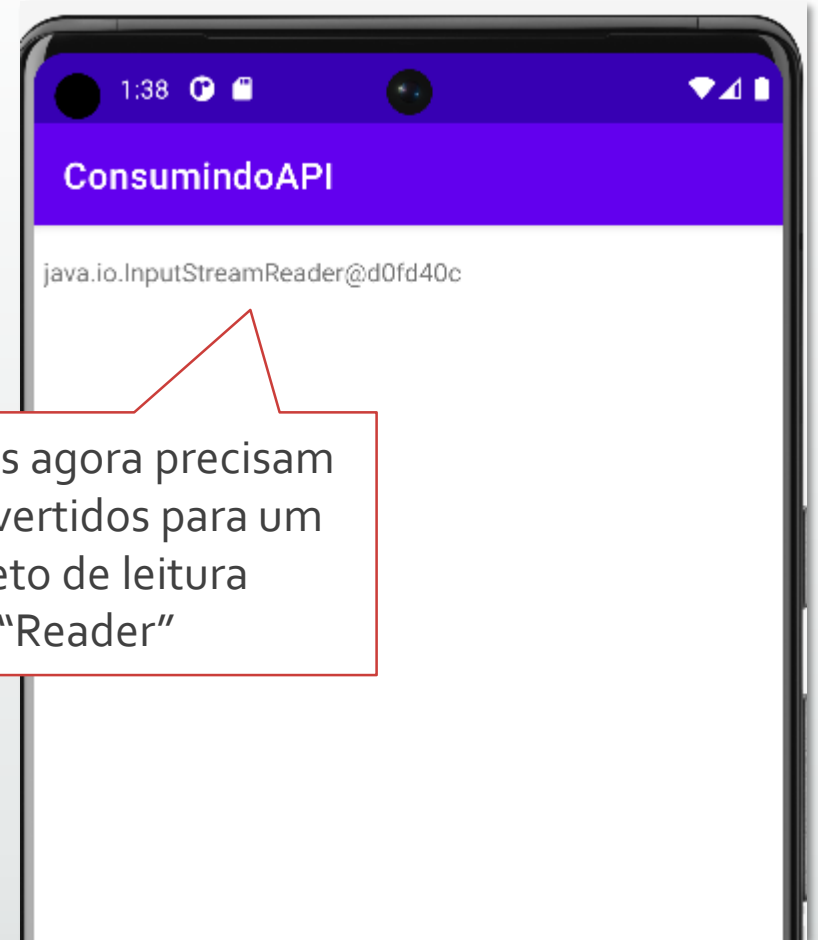 1:38
ConsumindoAPI
java.io.InputStreamReader@d0fd40c
s agora precisam
vertidos para um
eto de leitura
“Reader”